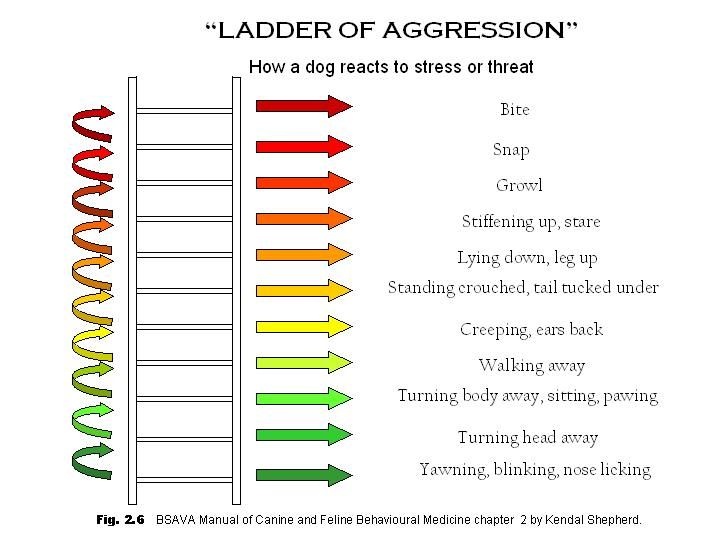 “LADDER OF AGGRESSION”
How a dog reacts to stress or threat
Bite
Snap
Growl
Stiffening up, stare
Lying down, leg up
Standing crouched, tail tucked under
Creeping, ears back
Walking away
Turning body away, sitting, pawing
Turning head away
Yawning, blinking, nose licking
Fig. 2.6 BSAVA Manual of Canine and Feline Behavioural Medicine chapter 2 by Kendal Shepherd.